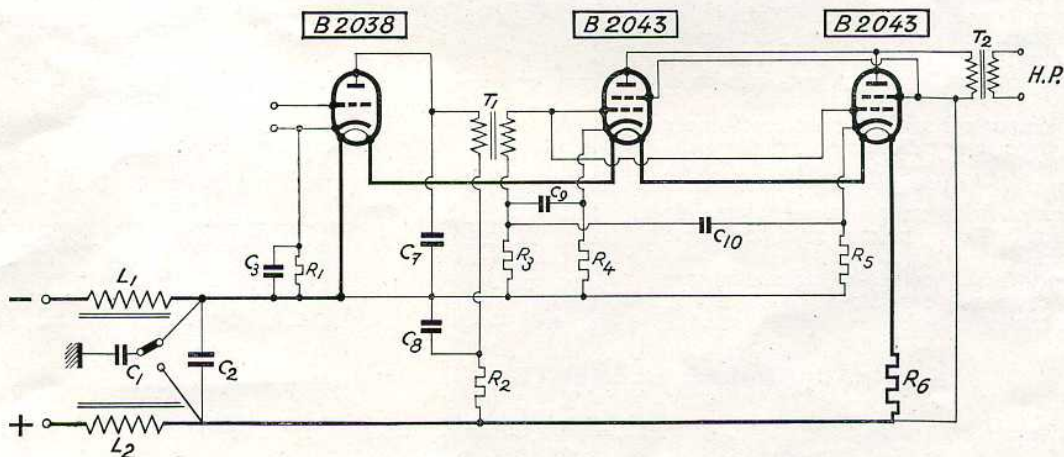 B2038
B2043
B2043
T1
T2
H.P.
C9
C10
C3
R1
C7
R3
R4
R5
L1
C8
C1
C2
R2
R6
L2
-
+